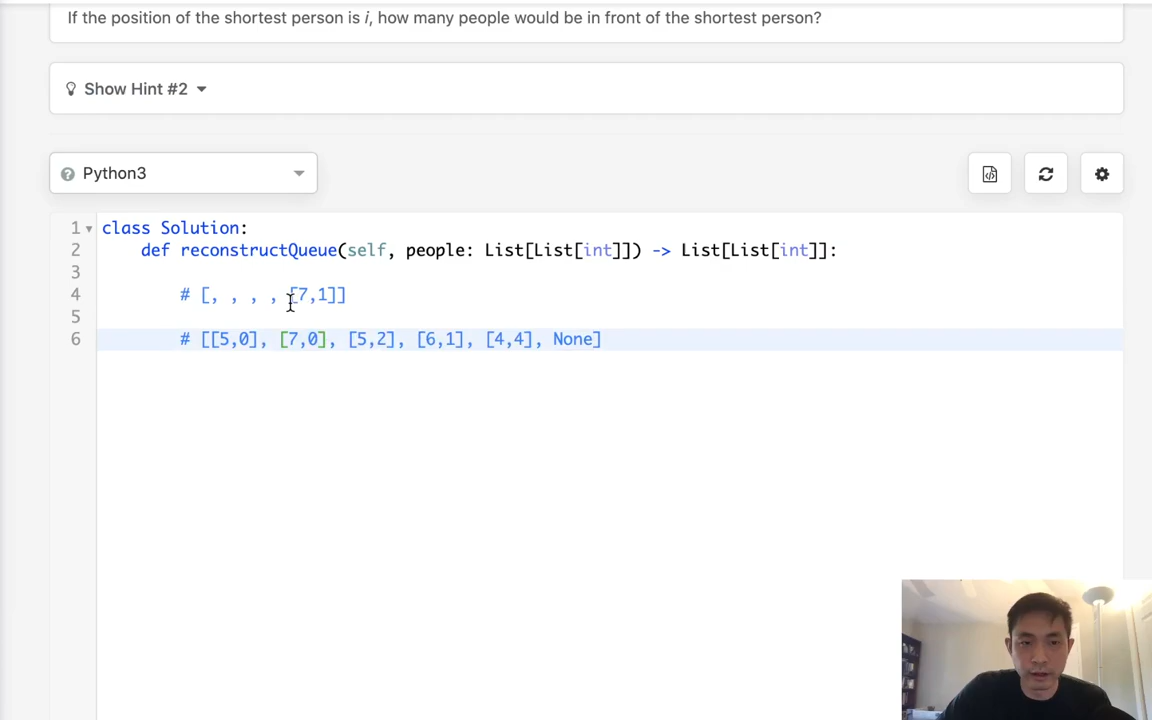 If the position of the shortest person is i, how many people would be in front of the shortest person?
Show Hint #2
Python3
1 class Solution:
2 def reconstructQueue(self, people: List[List[int]]) -> List[List[int]]:
3
4 # [, , , , [7,1]]
5
6 # [[5,0], [7,0], [5,2], [6,1], [4,4], None]